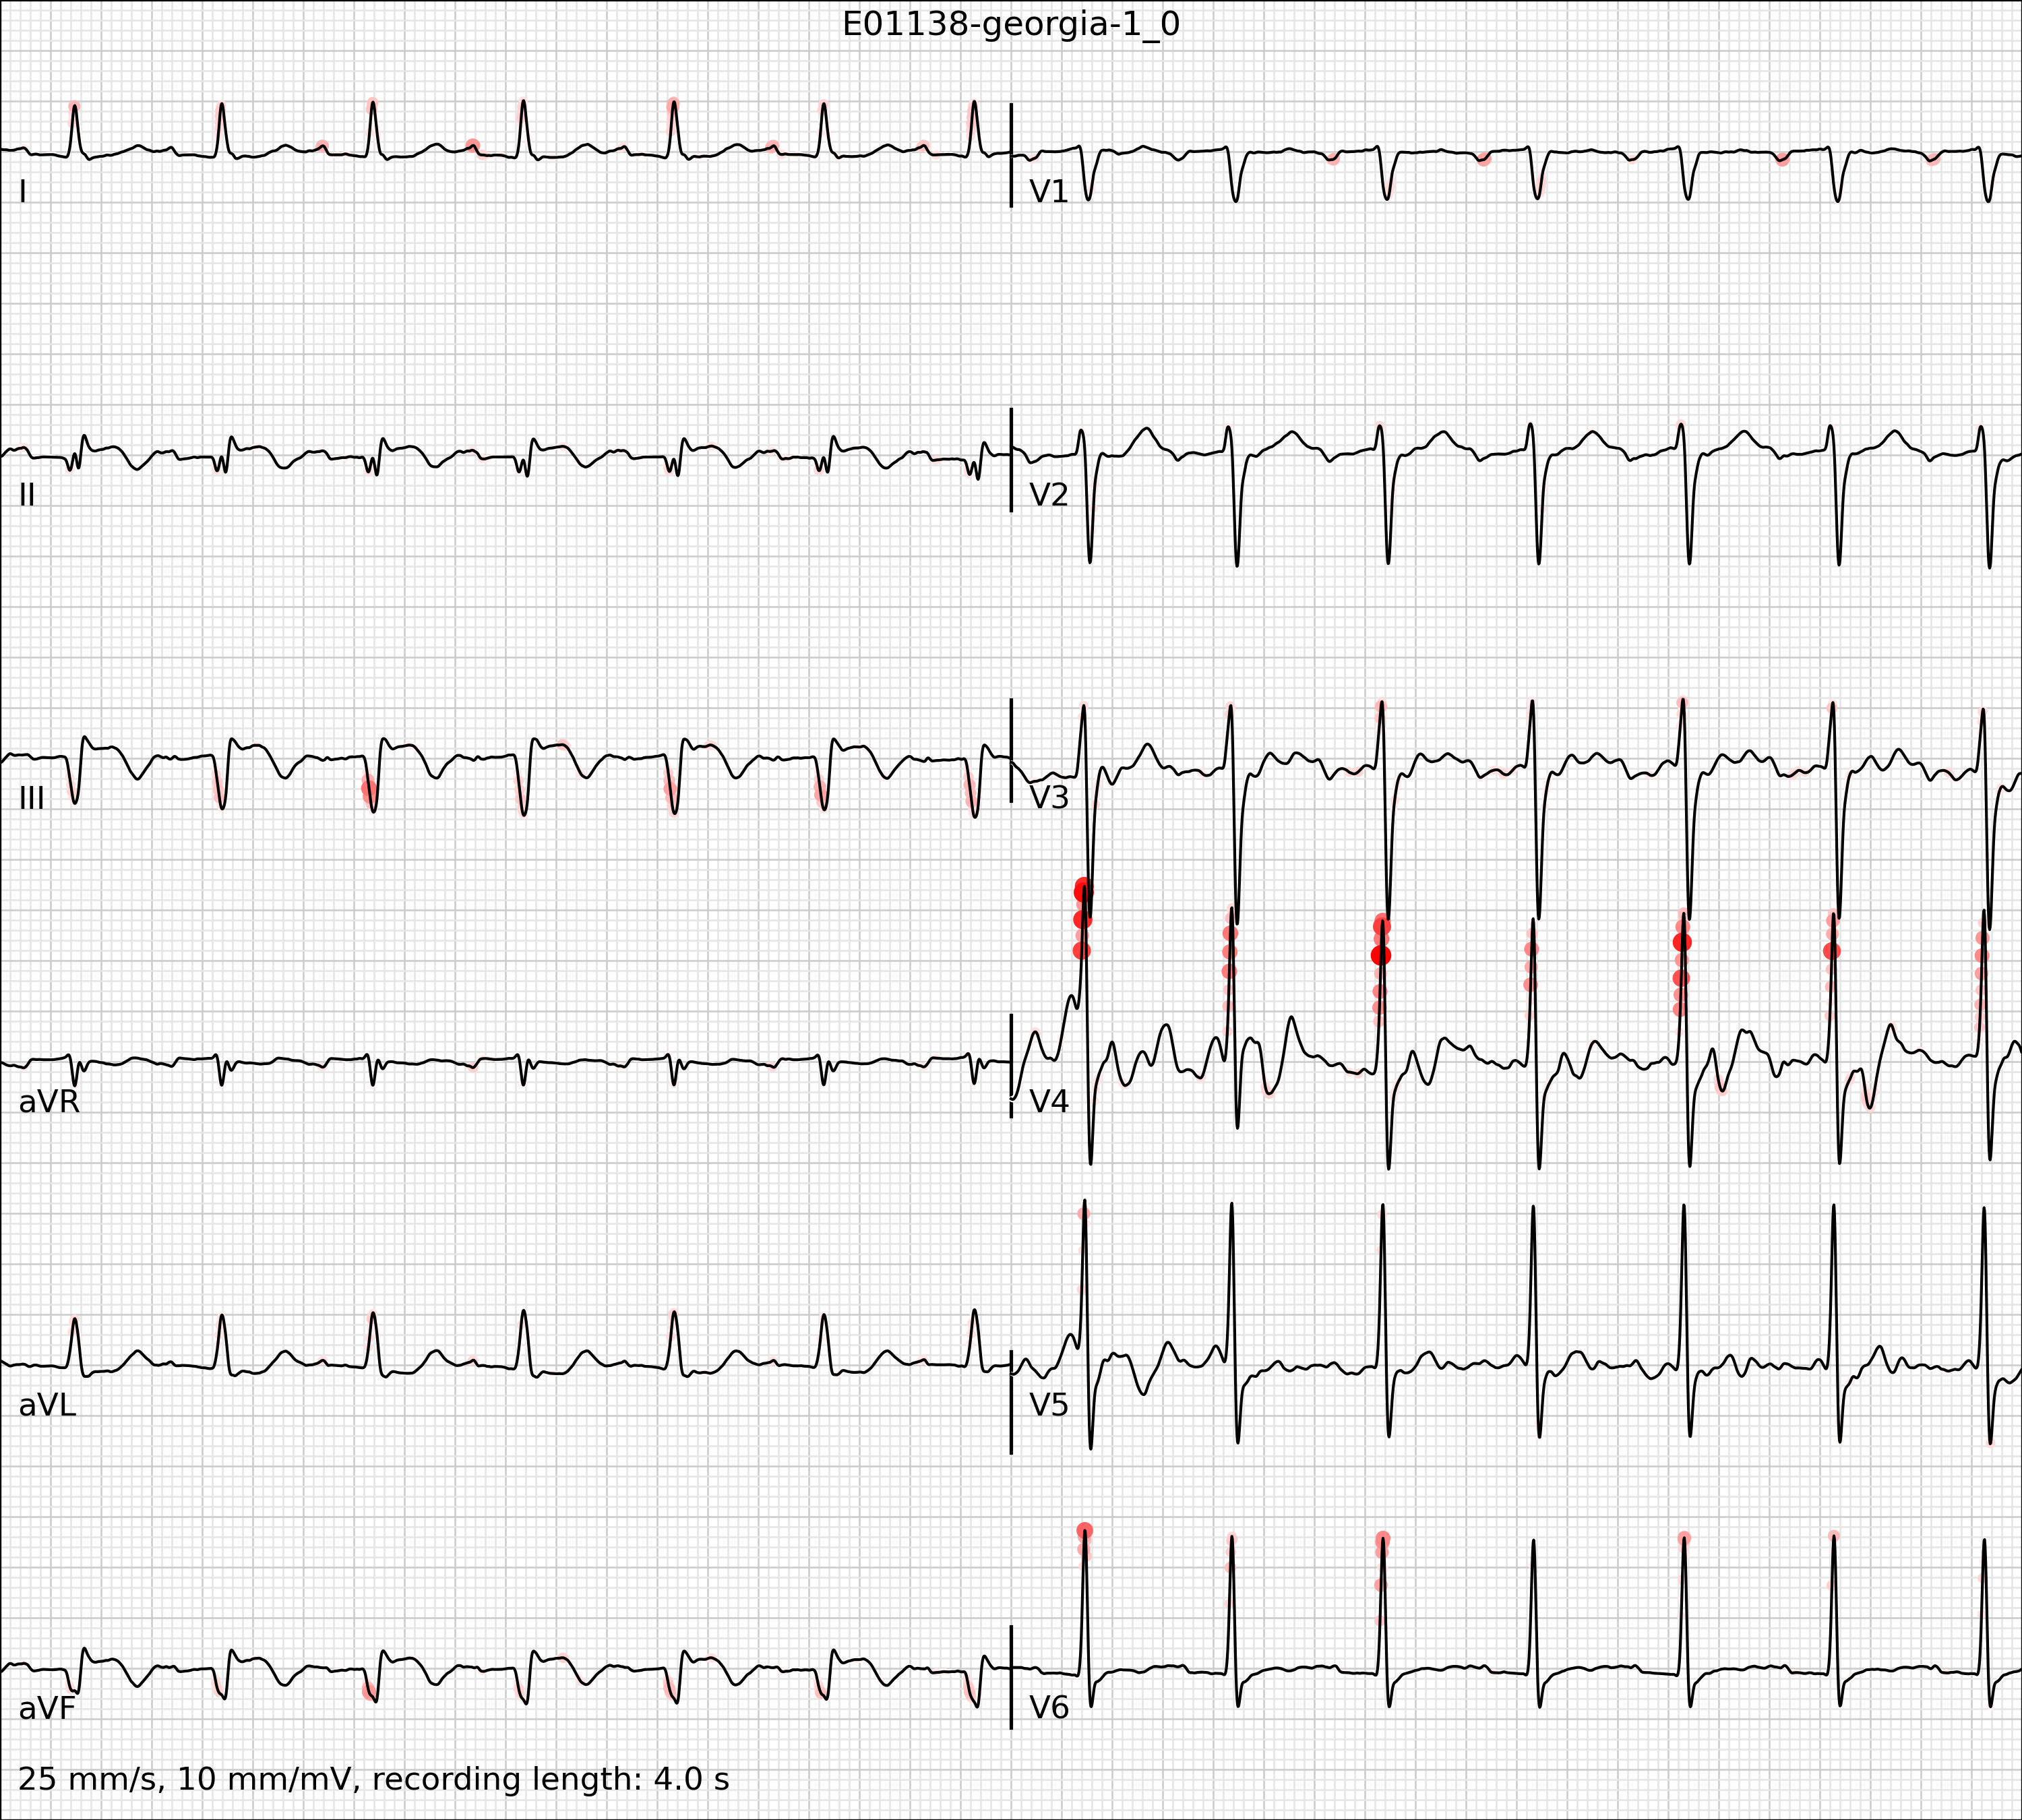 E01138-georgia-1_0
I
V1
II
V2
III
V3
aVR
V4
aVL
V5
aVF
V6
25 mm/s, 10 mm/mV, recording length: 4.0 s